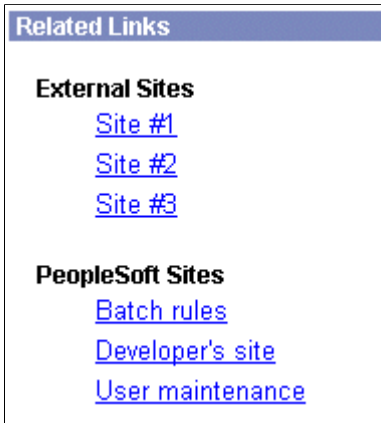 Related Links
External Sites
Site #1
Site #2
Site #3
PeopleSoft Sites
Batch rules
Developer's site
User maintenance